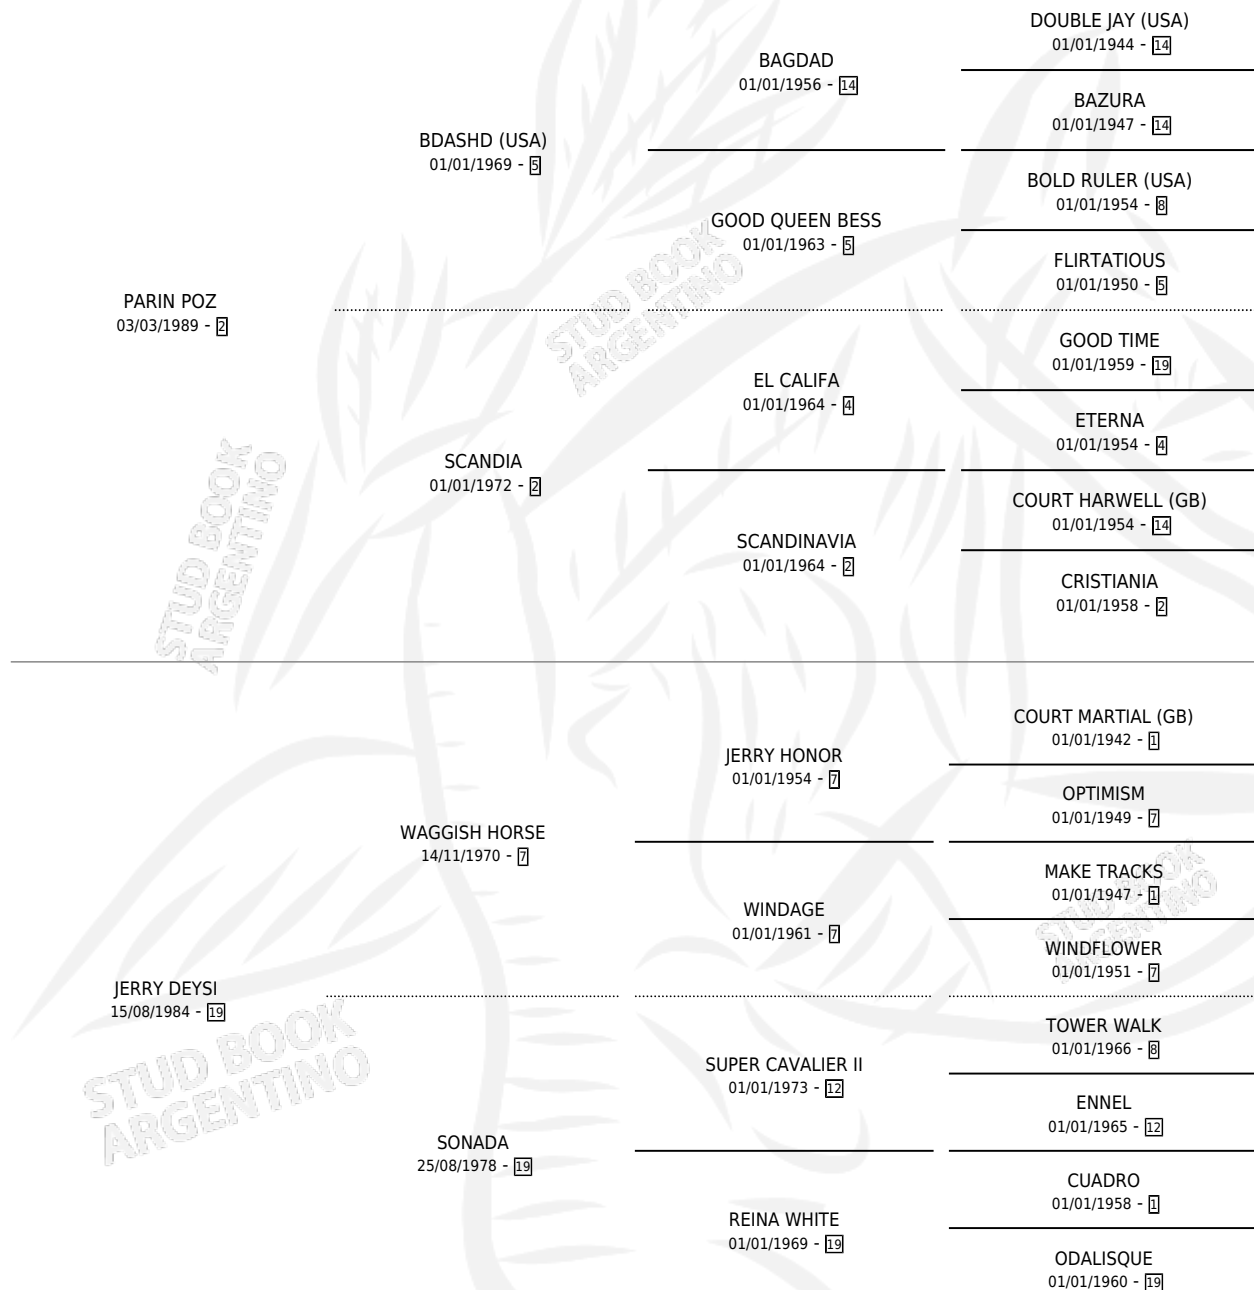 DOUBLE JAY (USA)
01/01/1944 - 14
BAGDAD
01/01/1956 - 14
BAZURA
01/01/1947 - 14
BDASHD (USA)
01/01/1969 - 5
BOLD RULER (USA)
01/01/1954 - 8
GOOD QUEEN BESS
01/01/1963 - 5
FLIRTATIOUS
01/01/1950 - 5
STUD BOOK
ARGENTINO
PARIN POZ
03/03/1989 - 2
GOOD TIME
01/01/1959 - 19
EL CALIFA
01/01/1964 - 4
ETERNA
01/01/1954 - 4
SCANDIA
01/01/1972 - 2
COURT HARWELL (GB)
01/01/1954 - 14
SCANDINAVIA
01/01/1964 - 2
CRISTIANIA
01/01/1958 - 2
STUD BOOK
ARGENTINO
COURT MARTIAL (GB)
01/01/1942 - 1
JERRY HONOR
01/01/1954 - 7
OPTIMISM
01/01/1949 - 7
WAGGISH HORSE
14/11/1970 - 7
MAKE TRACKS
01/01/1947 - 1
WINDAGE
01/01/1961 - 7
STUD BOOK
ARGENTINO
WINDFLOWER
01/01/1951 - 7
JERRY DEYSI
15/08/1984 - 19
TOWER WALK
01/01/1966 - 8
STUD BOOK
ARGENTINO
SUPER CAVALIER II
01/01/1973 - 12
ENNEL
01/01/1965 - 12
SONADA
25/08/1978 - 19
CUADRO
01/01/1958 - 1
REINA WHITE
01/01/1969 - 19
ODALISQUE
01/01/1960 - 19